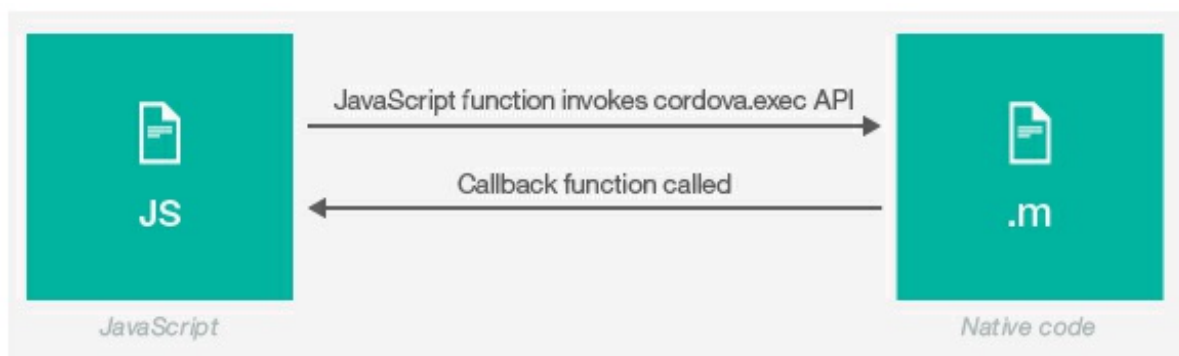 JavaScript function invokes cordova.exec API
Callback function called
JS
.m
JavaScript
Native code